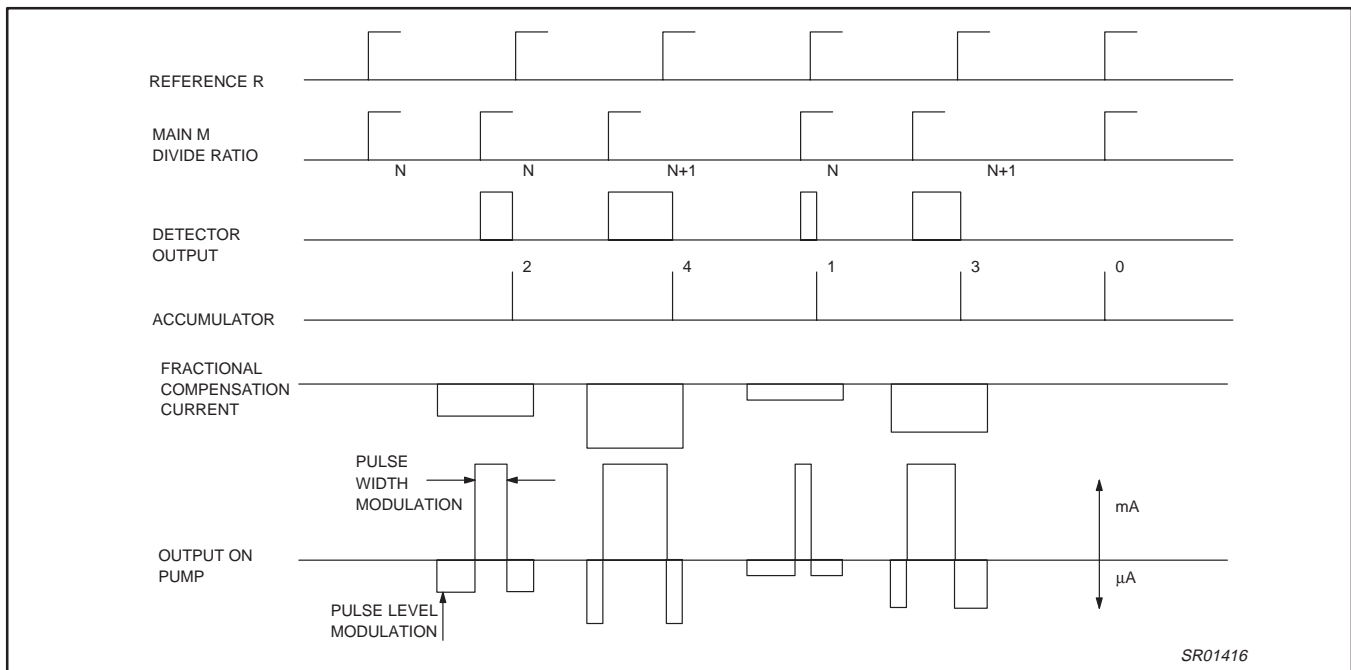 REFERENCE R
MAIN M
DIVIDE RATIO
N
N
N+1
N
N+1
DETECTOR
OUTPUT
2
4
1
3
0
ACCUMULATOR
FRACTIONAL
COMPENSATION
CURRENT
PULSE
WIDTH
MODULATION
mA
OUTPUT ON
PUMP
µA
PULSE LEVEL
MODULATION
SR01416